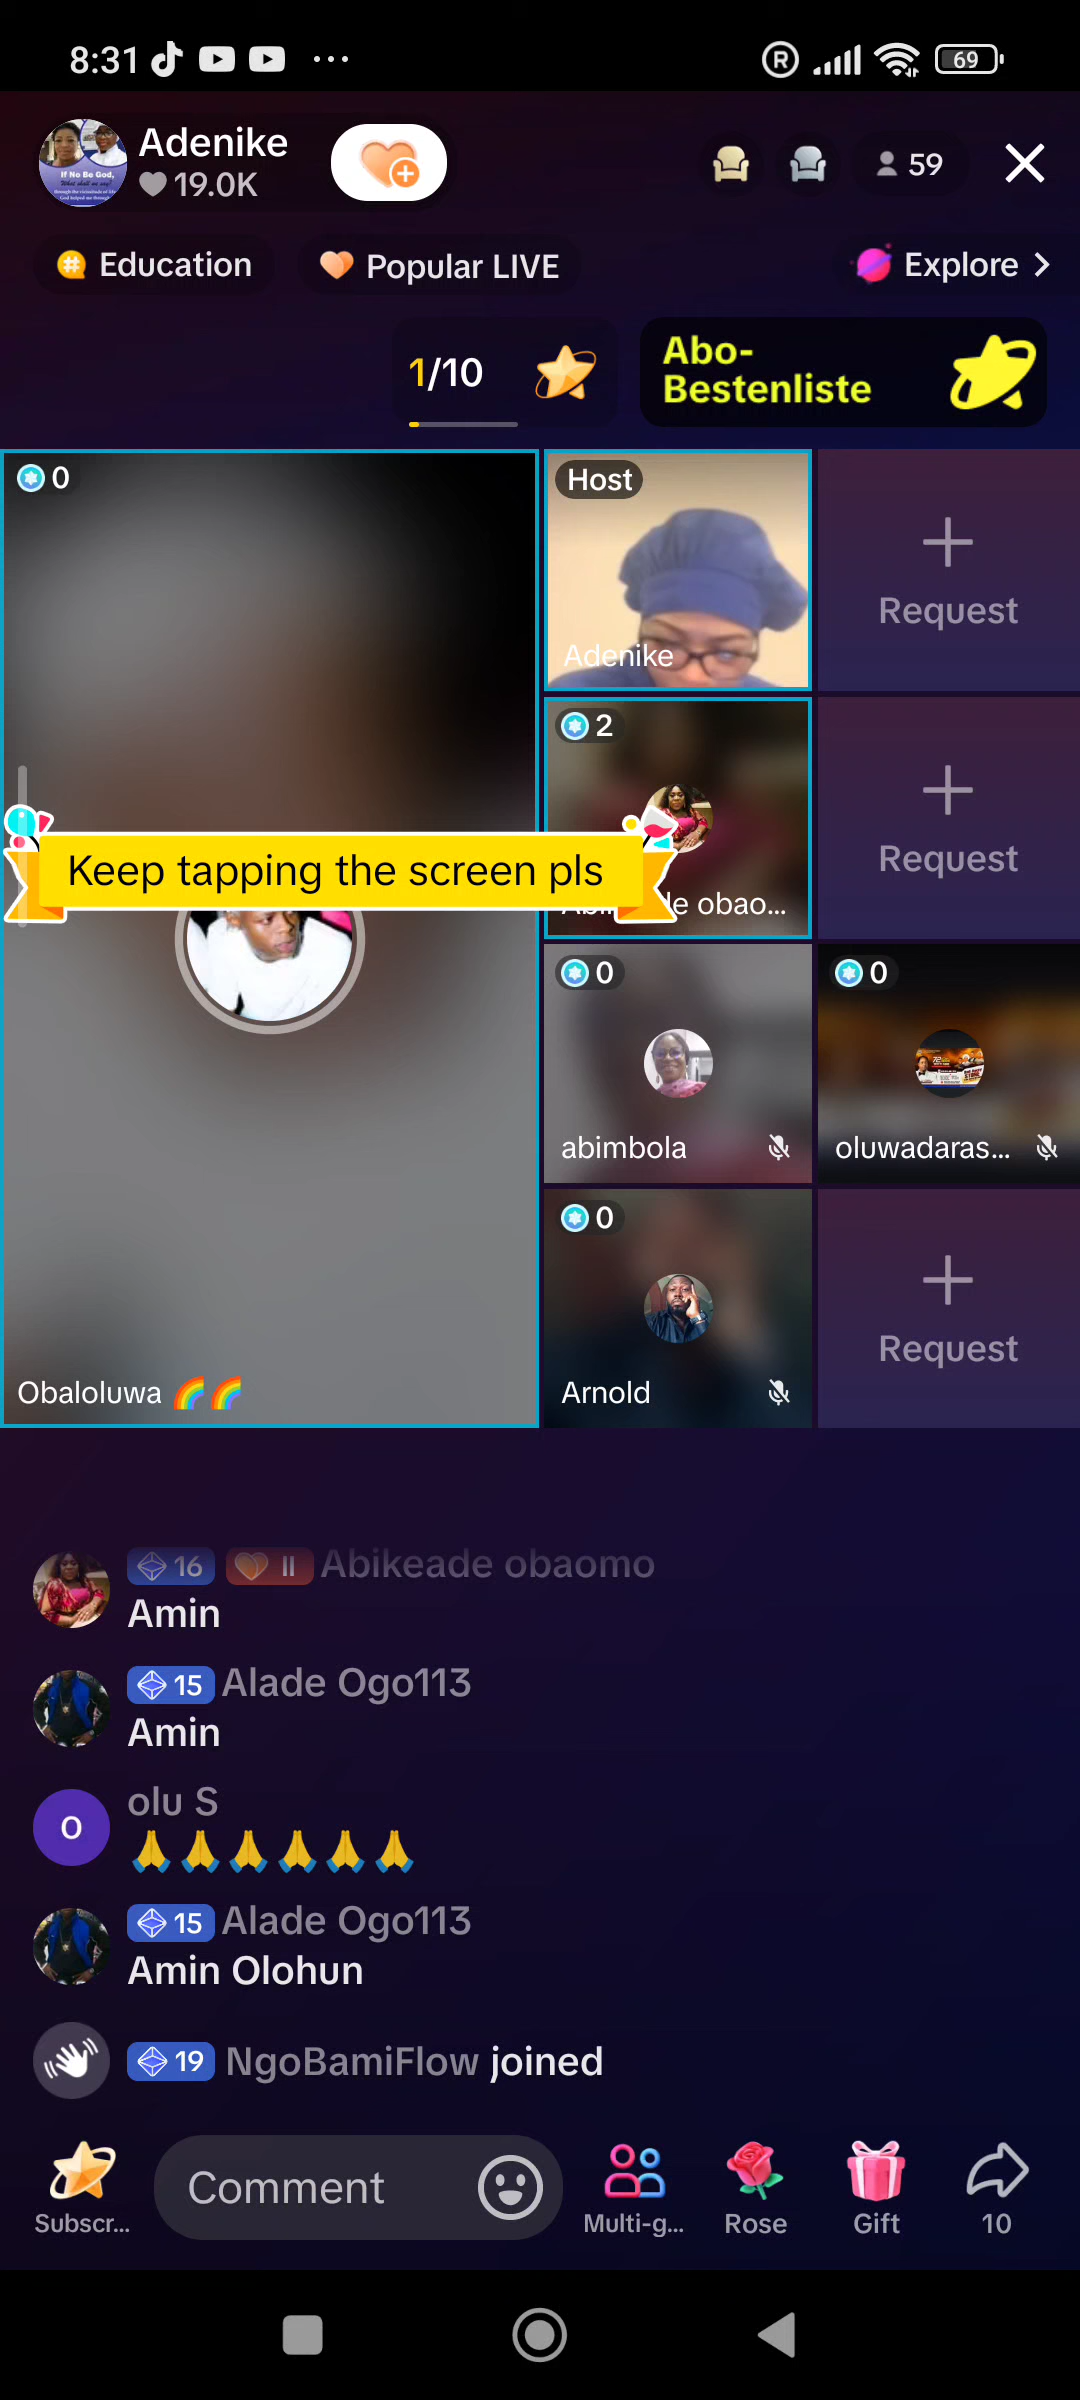 8:31
69
Adenike
19.0K
59
Education
Popular LIVE
Explore
1/10
Abo-
Bestenliste
0
Host
Adenike
Request
2
Request
Keep tapping the screen pls
de obao...
0
0
abimbola
oluwadaras...
0
Request
Obaloluwa 🌈🌈
Arnold
16 II Abikeade obaomo
Amin
15 Alade Ogo113
Amin
O
olu S
🙏🙏🙏🙏🙏🙏
15 Alade Ogo113
Amin Olohun
19 NgoBamiFlow joined
Subscr...
Comment
Multi-g...
Rose
Gift
10